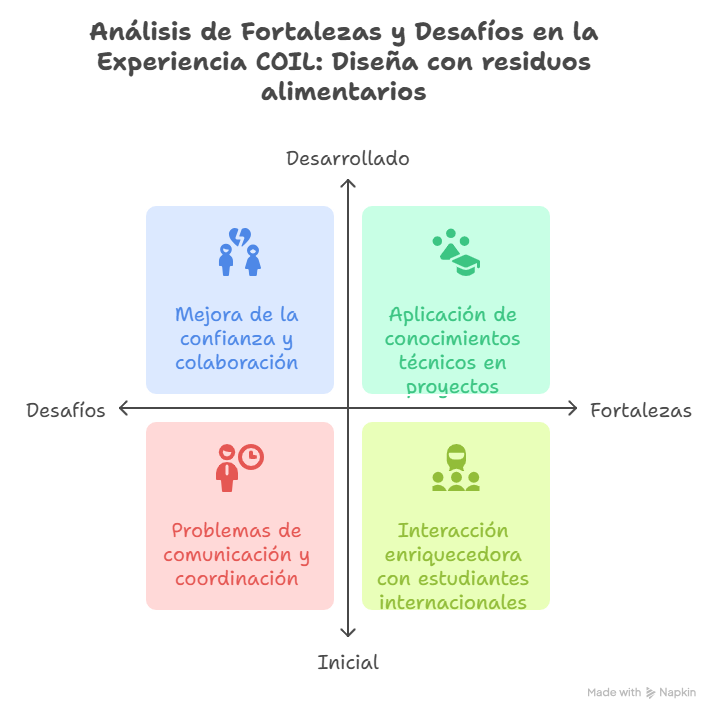 Análisis de Fortalezas y Desafíos en la
Experiencia COIL: Diseña con residuos
alimentarios
Desarrollado
Mejora de la
confianza y
colaboración
Aplicación de
conocimientos
técnicos en
proyectos
Desafíos
Fortalezas
Problemas de
comunicación y
coordinación
Interacción
enriquecedora
con estudiantes
internacionales
Inicial
Made with Napkin